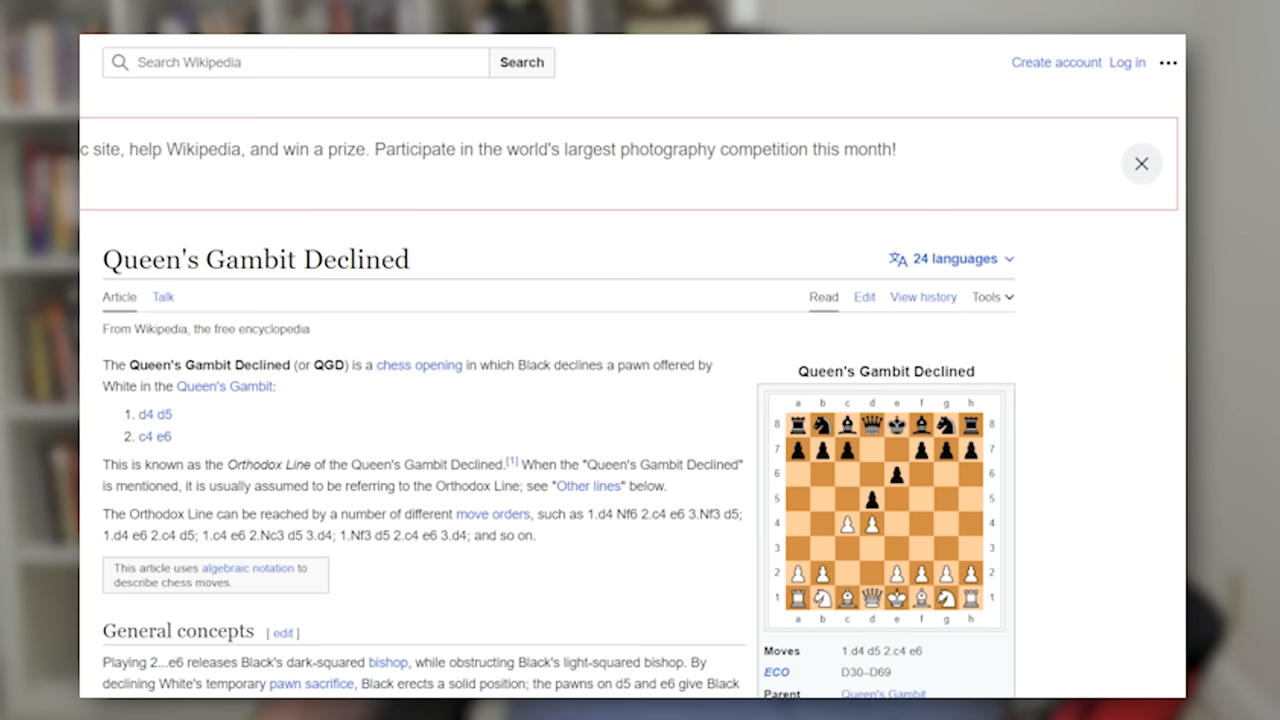 Search Wikipedia
Search
Create account Log in
c site, help Wikipedia, and win a prize. Participate in the world's largest photography competition this month!
Queen's Gambit Declined
24 languages
Article Talk
Read Edit View history Tools
From Wikipedia, the free encyclopedia
The Queen's Gambit Declined (or QGD) is a chess opening in which Black declines a pawn offered by
White in the Queen's Gambit:
1. d4 d5
2. c4 e6
This is known as the Orthodox Line of the Queen's Gambit Declined.[1] When the "Queen's Gambit Declined"
is mentioned, it is usually assumed to be referring to the Orthodox Line; see "Other lines" below.
The Orthodox Line can be reached by a number of different move orders, such as 1.d4 Nf6 2.c4 e6 3.Nf3 d5;
1.d4 e6 2.c4 d5; 1.c4 e6 2.Nc3 d5 3.d4; 1.Nf3 d5 2.c4 e6 3.d4; and so on.
This article uses algebraic notation to
describe chess moves.
General concepts [ edit ]
Playing 2...e6 releases Black's dark-squared bishop, while obstructing Black's light-squared bishop. By
declining White's temporary pawn sacrifice, Black erects a solid position; the pawns on d5 and e6 give Black
Queen's Gambit Declined
a b c d e f g h
8 8
7 7
6 6
5 5
4 4
3 3
2 2
1 1
a b c d e f g h
Moves 1.d4 d5 2.c4 e6
ECO D30–D69
Parent Queen's Gambit